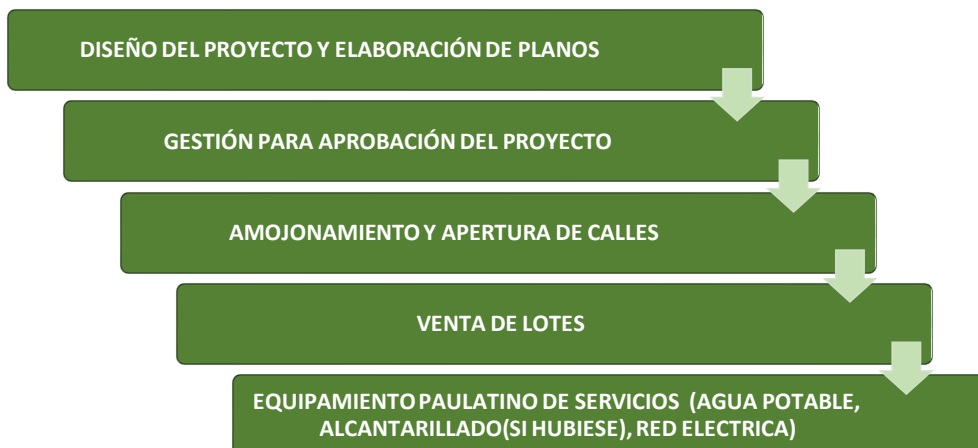 DISEÑO DEL PROYECTO Y ELABORACIÓN DE PLANOS
GESTIÓN PARA APROBACIÓN DEL PROYECTO
AMOJONAMIENTO Y APERTURA DE CALLES
VENTA DE LOTES
EQUIPAMIENTO PAULATINO DE SERVICIOS (AGUA POTABLE,
ALCANTARILLADO(SI HUBIESE), RED ELECTRICA)